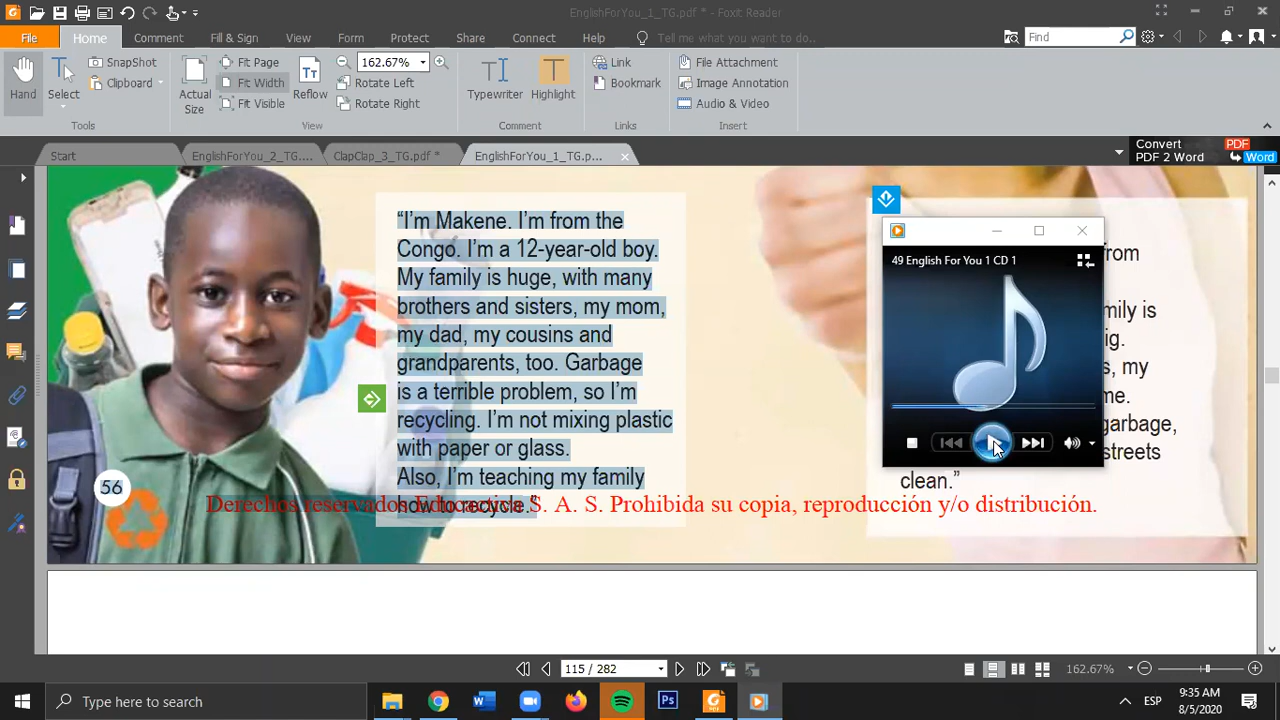 EnglishForYou_1_TG.pdf * - Foxit Reader
File
Home
Comment
Fill & Sign
View
Form
Protect
Share
Connect
Help
Tell me what you want to do..
Find
Hand
Select
SnapShot
Clipboard
Actual
Size
Fit Page
Fit Width
Fit Visible
Reflow
162.67%
Rotate Left
Rotate Right
Typewriter
Highlight
Link
Bookmark
File Attachment
Image Annotation
Audio & Video
Tools
View
Comment
Links
Insert
Start
EnglishForYou_2_TG....
ClapClap_3_TG.pdf *
EnglishForYou_1_TG.p...
Convert
PDF 2 Word
PDF
Word
“I’m Makene. I’m from the
Congo. I’m a 12-year-old boy.
My family is huge, with many
brothers and sisters, my mom,
my dad, my cousins and
grandparents, too. Garbage
is a terrible problem, so I’m
recycling. I’m not mixing plastic
with paper or glass.
Also, I’m teaching my family
how to recycle.”
56
49 English For You 1 CD 1
from
mily is
ig.
s, my
me.
garbage,
streets
clean.”
Derechos reservados Educactiva S. A. S. Prohibida su copia, reproducción y/o distribución.
115 / 282
162.67%
Type here to search
ESP
9:35 AM
8/5/2020